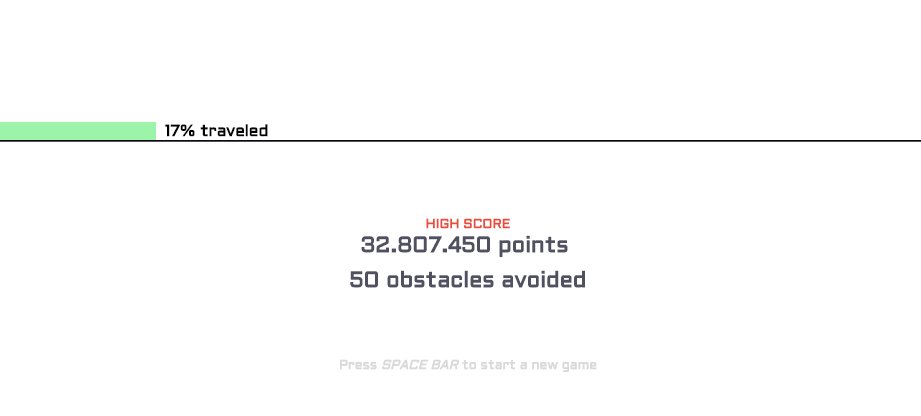 17% traveled
HIGH SCORE
32.807.450 points
50 obstacles avoided
Press SPACE BAR to start a new game